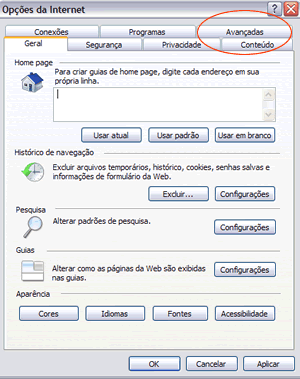 Opções da Internet
Conexões Programas Avançadas
Geral Segurança Privacidade Conteúdo
Home page
Para criar guias de home page, digite cada endereço em sua
própria linha.
Usar atual Usar padrão Usar em branco
Histórico de navegação
Excluir arquivos temporários, histórico, cookies, senhas salvas e
informações de formulário da Web.
Excluir... Configurações
Pesquisa
Alterar padrões de pesquisa. Configurações
Guias
Alterar como as páginas da Web são exibidas
nas guias. Configurações
Aparência
Cores Idiomas Fontes Acessibilidade
OK Cancelar Aplicar